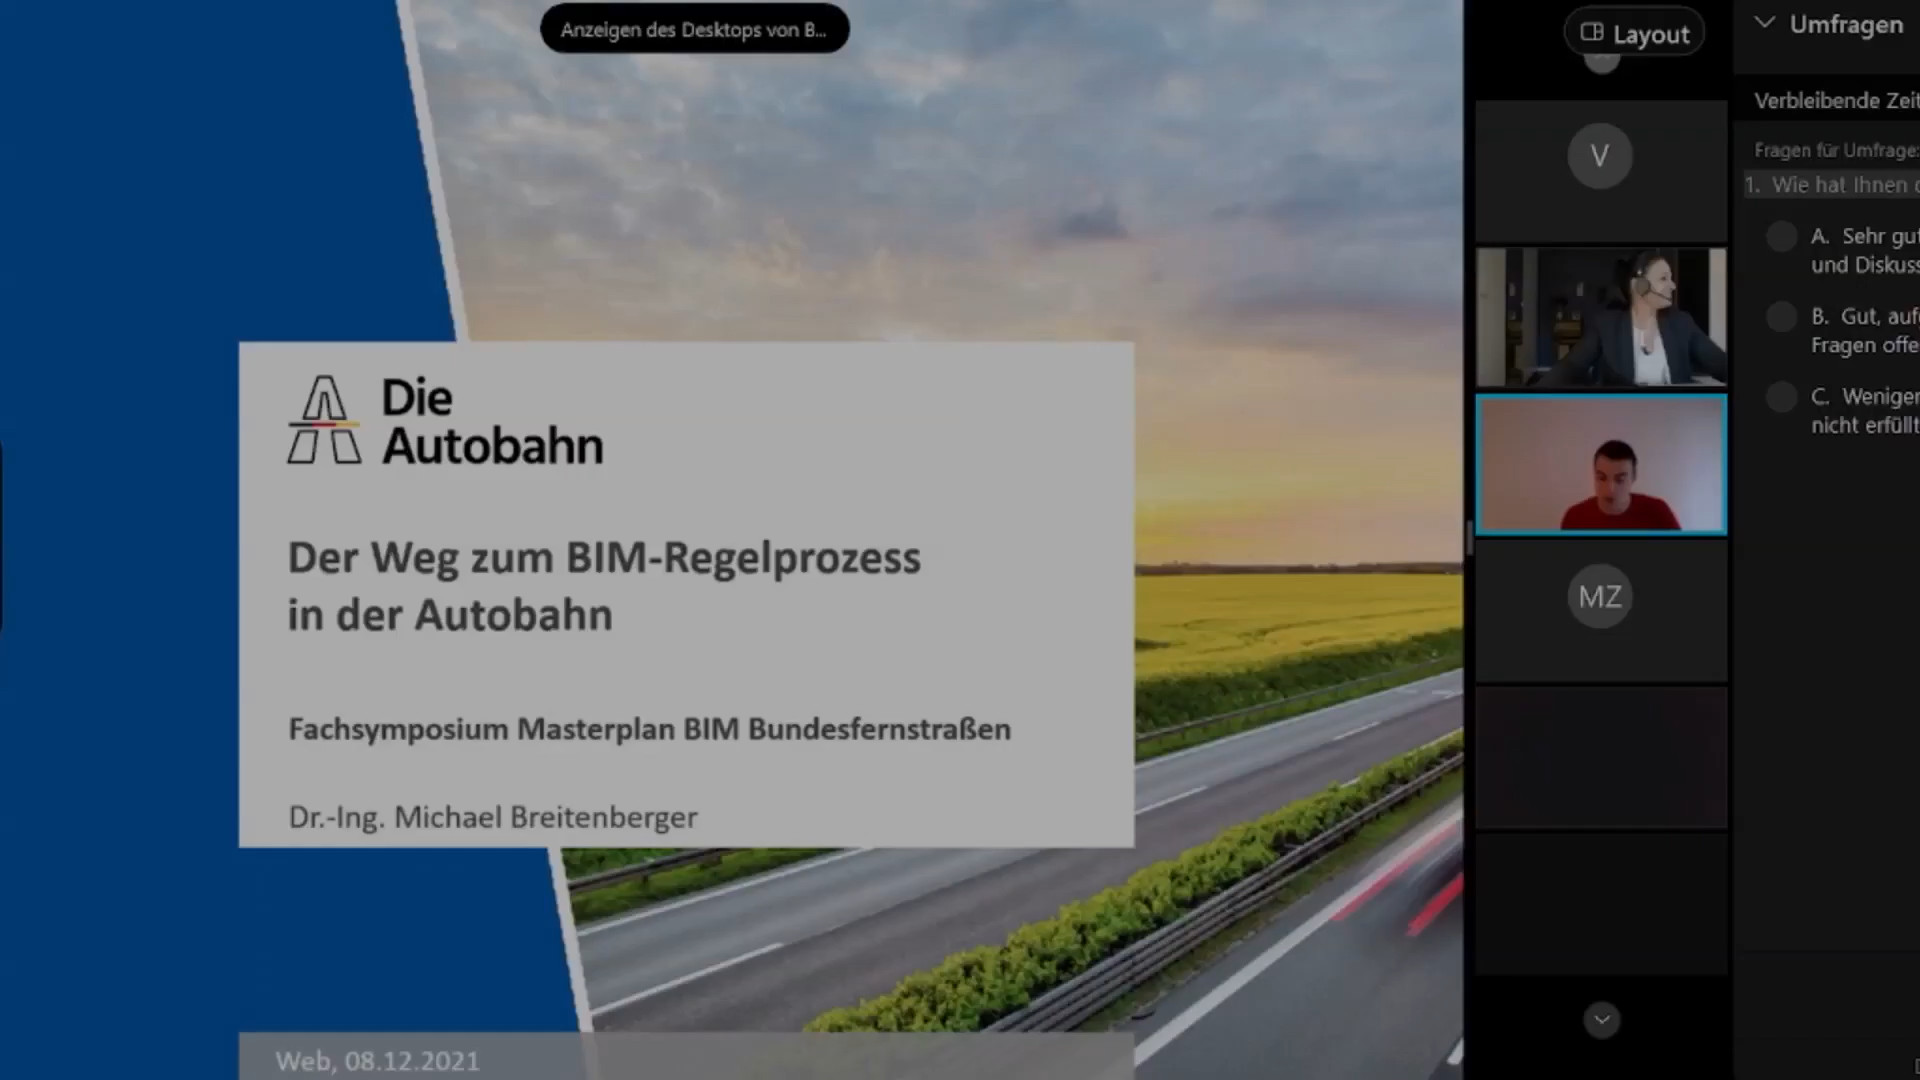 Anzeigen des Desktops von B...
Die
Autobahn
Der Weg zum BIM-Regelprozess
in der Autobahn
Fachsymposium Masterplan BIM Bundesfernstraßen
Dr.-Ing. Michael Breitenberger
Web, 08.12.2021
Layout
V
MZ
Umfragen
Verbleibende Zeit
Fragen für Umfrage:
1. Wie hat Ihnen
A. Sehr gut
und Diskuss
B. Gut, auf
Fragen offe
C. Weniger
nicht erfüllt